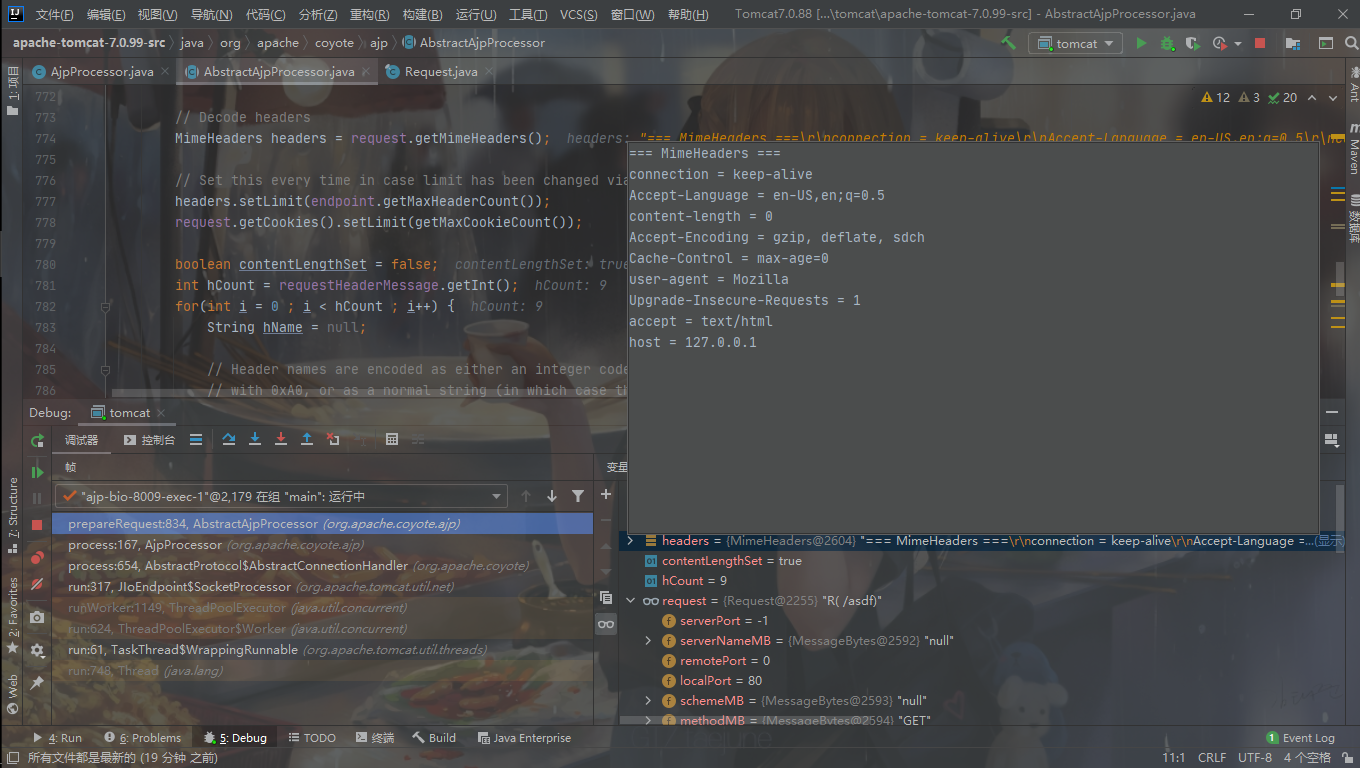 文件(F) 编辑(E) 视图(V) 导航(N) 代码(C) 分析(Z) 重构(R) 构建(B) 运行(U) 工具(T) VCS(S) 窗口(W) 帮助(H) Tomcat7.0.88 [...\tomcat\apache-tomcat-7.0.99-src] - AbstractAjpProcessor.java
apache-tomcat-7.0.99-src java org apache coyote ajp AbstractAjpProcessor tomcat
AjpProcessor.java AbstractAjpProcessor.java Request.java
12 3 20
772
773 // Decode headers
774 MimeHeaders headers = request.getMimeHeaders(); headers: "=== MimeHeaders ===\r\nconnection = keep-alive\r\nAccept-Language = en-US,en;q=0.5\r\n
775
776 // Set this every time in case limit has been changed via
777 headers.setLimit(endpoint.getMaxHeaderCount());
778 request.getCookies().setLimit(getMaxCookieCount());
779
780 boolean contentLengthSet = false; contentLengthSet: true
781 int hCount = requestHeaderMessage.getInt(); hCount: 9
782 for(int i = 0 ; i < hCount ; i++) { hCount: 9
783 String hName = null;
784
785 // Header names are encoded as either an integer code
786 // with 0xA0, or as a normal string (in which case th
=== MimeHeaders ===
connection = keep-alive
Accept-Language = en-US,en;q=0.5
content-length = 0
Accept-Encoding = gzip, deflate, sdch
Cache-Control = max-age=0
user-agent = Mozilla
Upgrade-Insecure-Requests = 1
accept = text/html
host = 127.0.0.1
1: 项目
7: Structure
2: Favorites
Web
Ant
Maven
数据库
Debug: tomcat
调试器 控制台
帧
变量
"ajp-bio-8009-exec-1"@2,179 在组 "main": 运行中
prepareRequest:834, AbstractAjpProcessor (org.apache.coyote.ajp)
process:167, AjpProcessor (org.apache.coyote.ajp)
process:654, AbstractProtocol$AbstractConnectionHandler (org.apache.coyote)
run:317, JIoEndpoint$SocketProcessor (org.apache.tomcat.util.net)
runWorker:1149, ThreadPoolExecutor (java.util.concurrent)
run:624, ThreadPoolExecutor$Worker (java.util.concurrent)
run:61, TaskThread$WrappingRunnable (org.apache.tomcat.util.threads)
run:748, Thread (java.lang)
headers = {MimeHeaders@2604} "=== MimeHeaders ===\r\nconnection = keep-alive\r\nAccept-Language =...(显示)
contentLengthSet = true
hCount = 9
request = {Request@2255} "R( /asdf)"
serverPort = -1
serverNameMB = {MessageBytes@2592} "null"
remotePort = 0
localPort = 80
schemeMB = {MessageBytes@2593} "null"
methodMB = {MessageBytes@2594} "GET"
4: Run 6: Problems 5: Debug TODO 终端 Build Java Enterprise 1 Event Log
所有文件都是最新的 (19 分钟 之前) 11:1 CRLF UTF-8 4 个空格